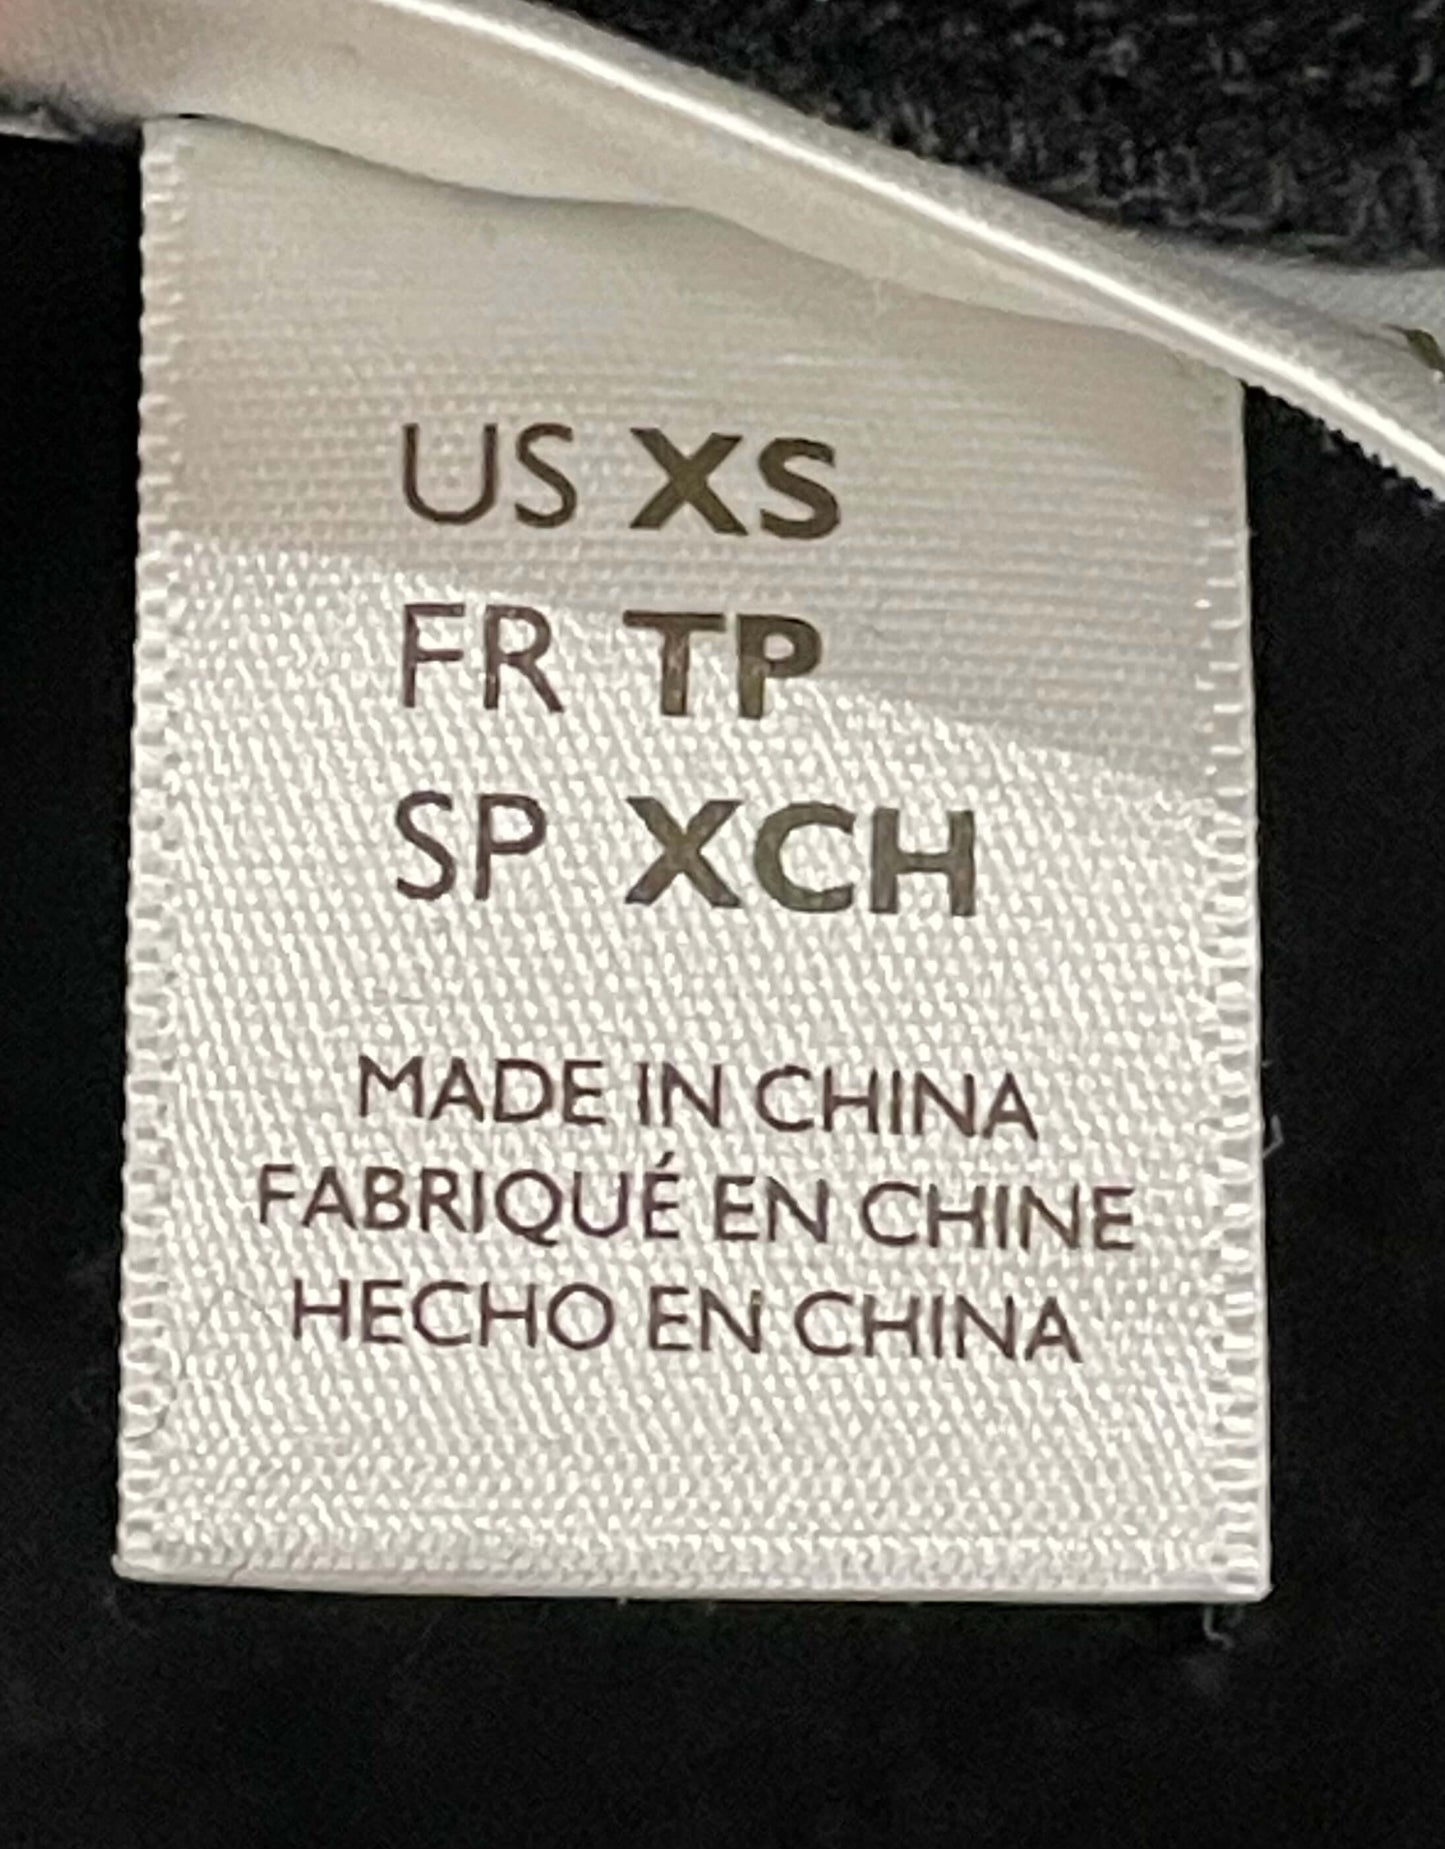 US XS
FR TP
SP XCH
MADE IN CHINA
FABRIQUÉ EN CHINE
HECHO EN CHINA